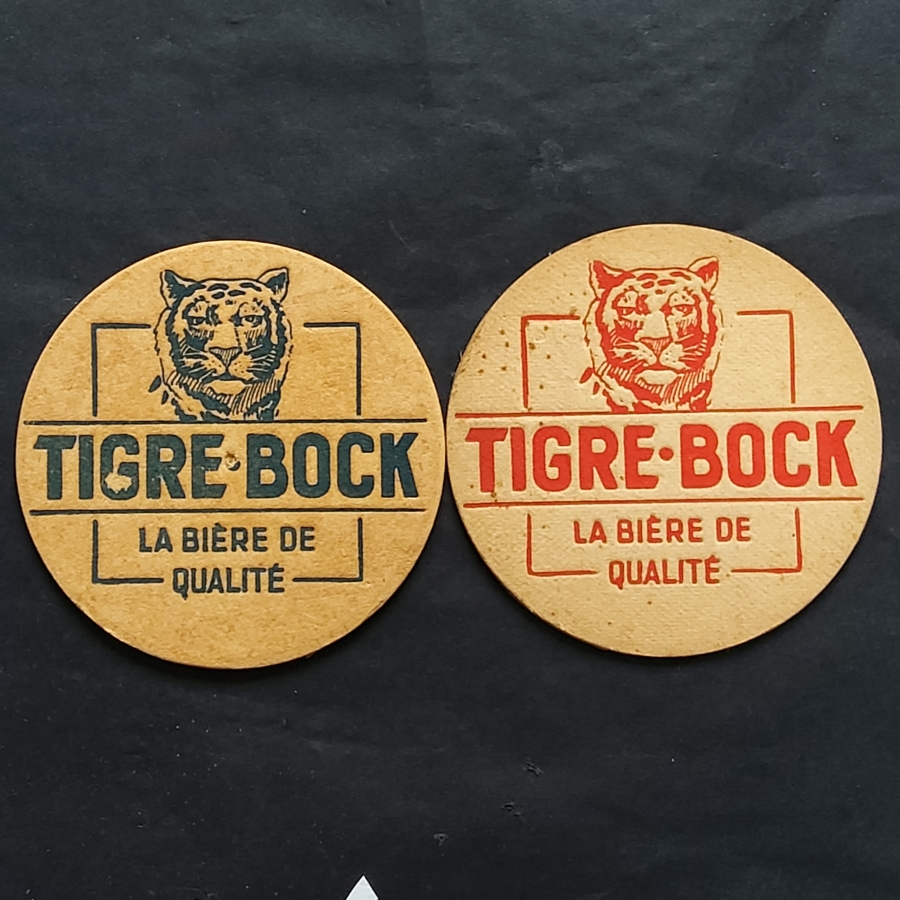 TIGRE·BOCK
LA BIÈRE DE
QUALITÉ
TIGRE·BOCK
LA BIÈRE DE
QUALITÉ